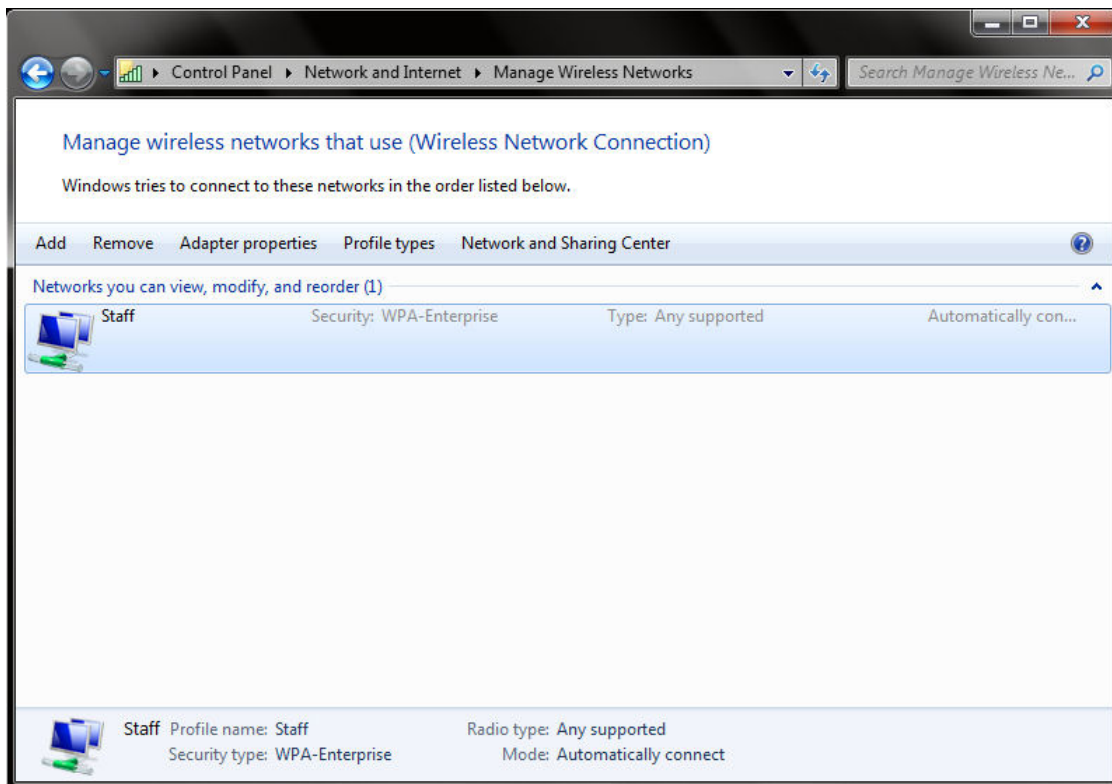 Control Panel ▸ Network and Internet ▸ Manage Wireless Networks
Search Manage Wireless Ne...
Manage wireless networks that use (Wireless Network Connection)
Windows tries to connect to these networks in the order listed below.
Add Remove Adapter properties Profile types Network and Sharing Center
Networks you can view, modify, and reorder (1)
Staff Security: WPA-Enterprise Type: Any supported Automatically con...
Staff Profile name: Staff Radio type: Any supported
Security type: WPA-Enterprise Mode: Automatically connect